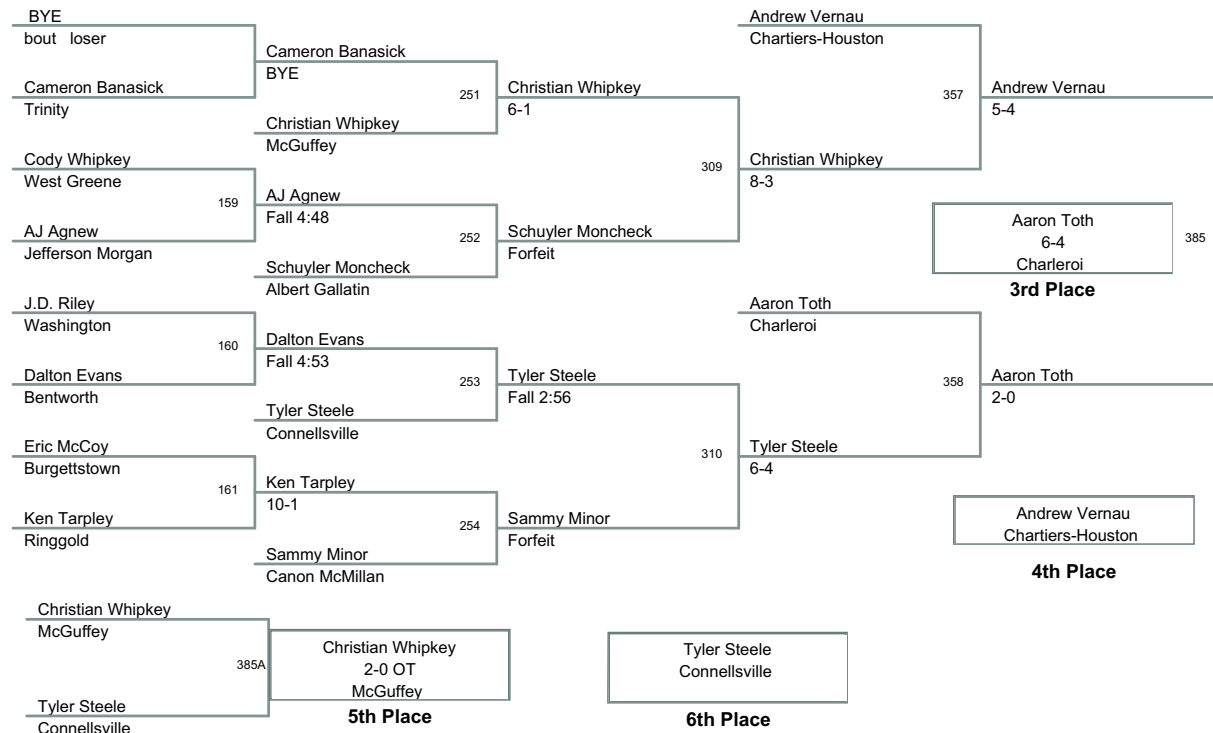 BYE
bout loser
Cameron Banasick
Trinity
Cody Whipkey
West Greene
159
AJ Agnew
Jefferson Morgan
J.D. Riley
Washington
160
Dalton Evans
Bentworth
Eric McCoy
Burgettstown
161
Ken Tarpley
Ringgold
Cameron Banasick
BYE
251
Christian Whipkey
McGuffey
AJ Agnew
Fall 4:48
252
Schuyler Moncheck
Albert Gallatin
Dalton Evans
Fall 4:53
253
Tyler Steele
Connellsville
Ken Tarpley
10-1
254
Sammy Minor
Canon McMillan
Christian Whipkey
6-1
309
Schuyler Moncheck
Forfeit
Tyler Steele
Fall 2:56
310
Sammy Minor
Forfeit
Andrew Vernau
Chartiers-Houston
357
Christian Whipkey
8-3
Aaron Toth
Charleroi
358
Tyler Steele
6-4
Andrew Vernau
5-4
Aaron Toth
6-4
Charleroi
385
3rd Place
Aaron Toth
2-0
Andrew Vernau
Chartiers-Houston
4th Place
Christian Whipkey
McGuffey
385A
Tyler Steele
Connellsville
Christian Whipkey
2-0 OT
McGuffey
5th Place
Tyler Steele
Connellsville
6th Place